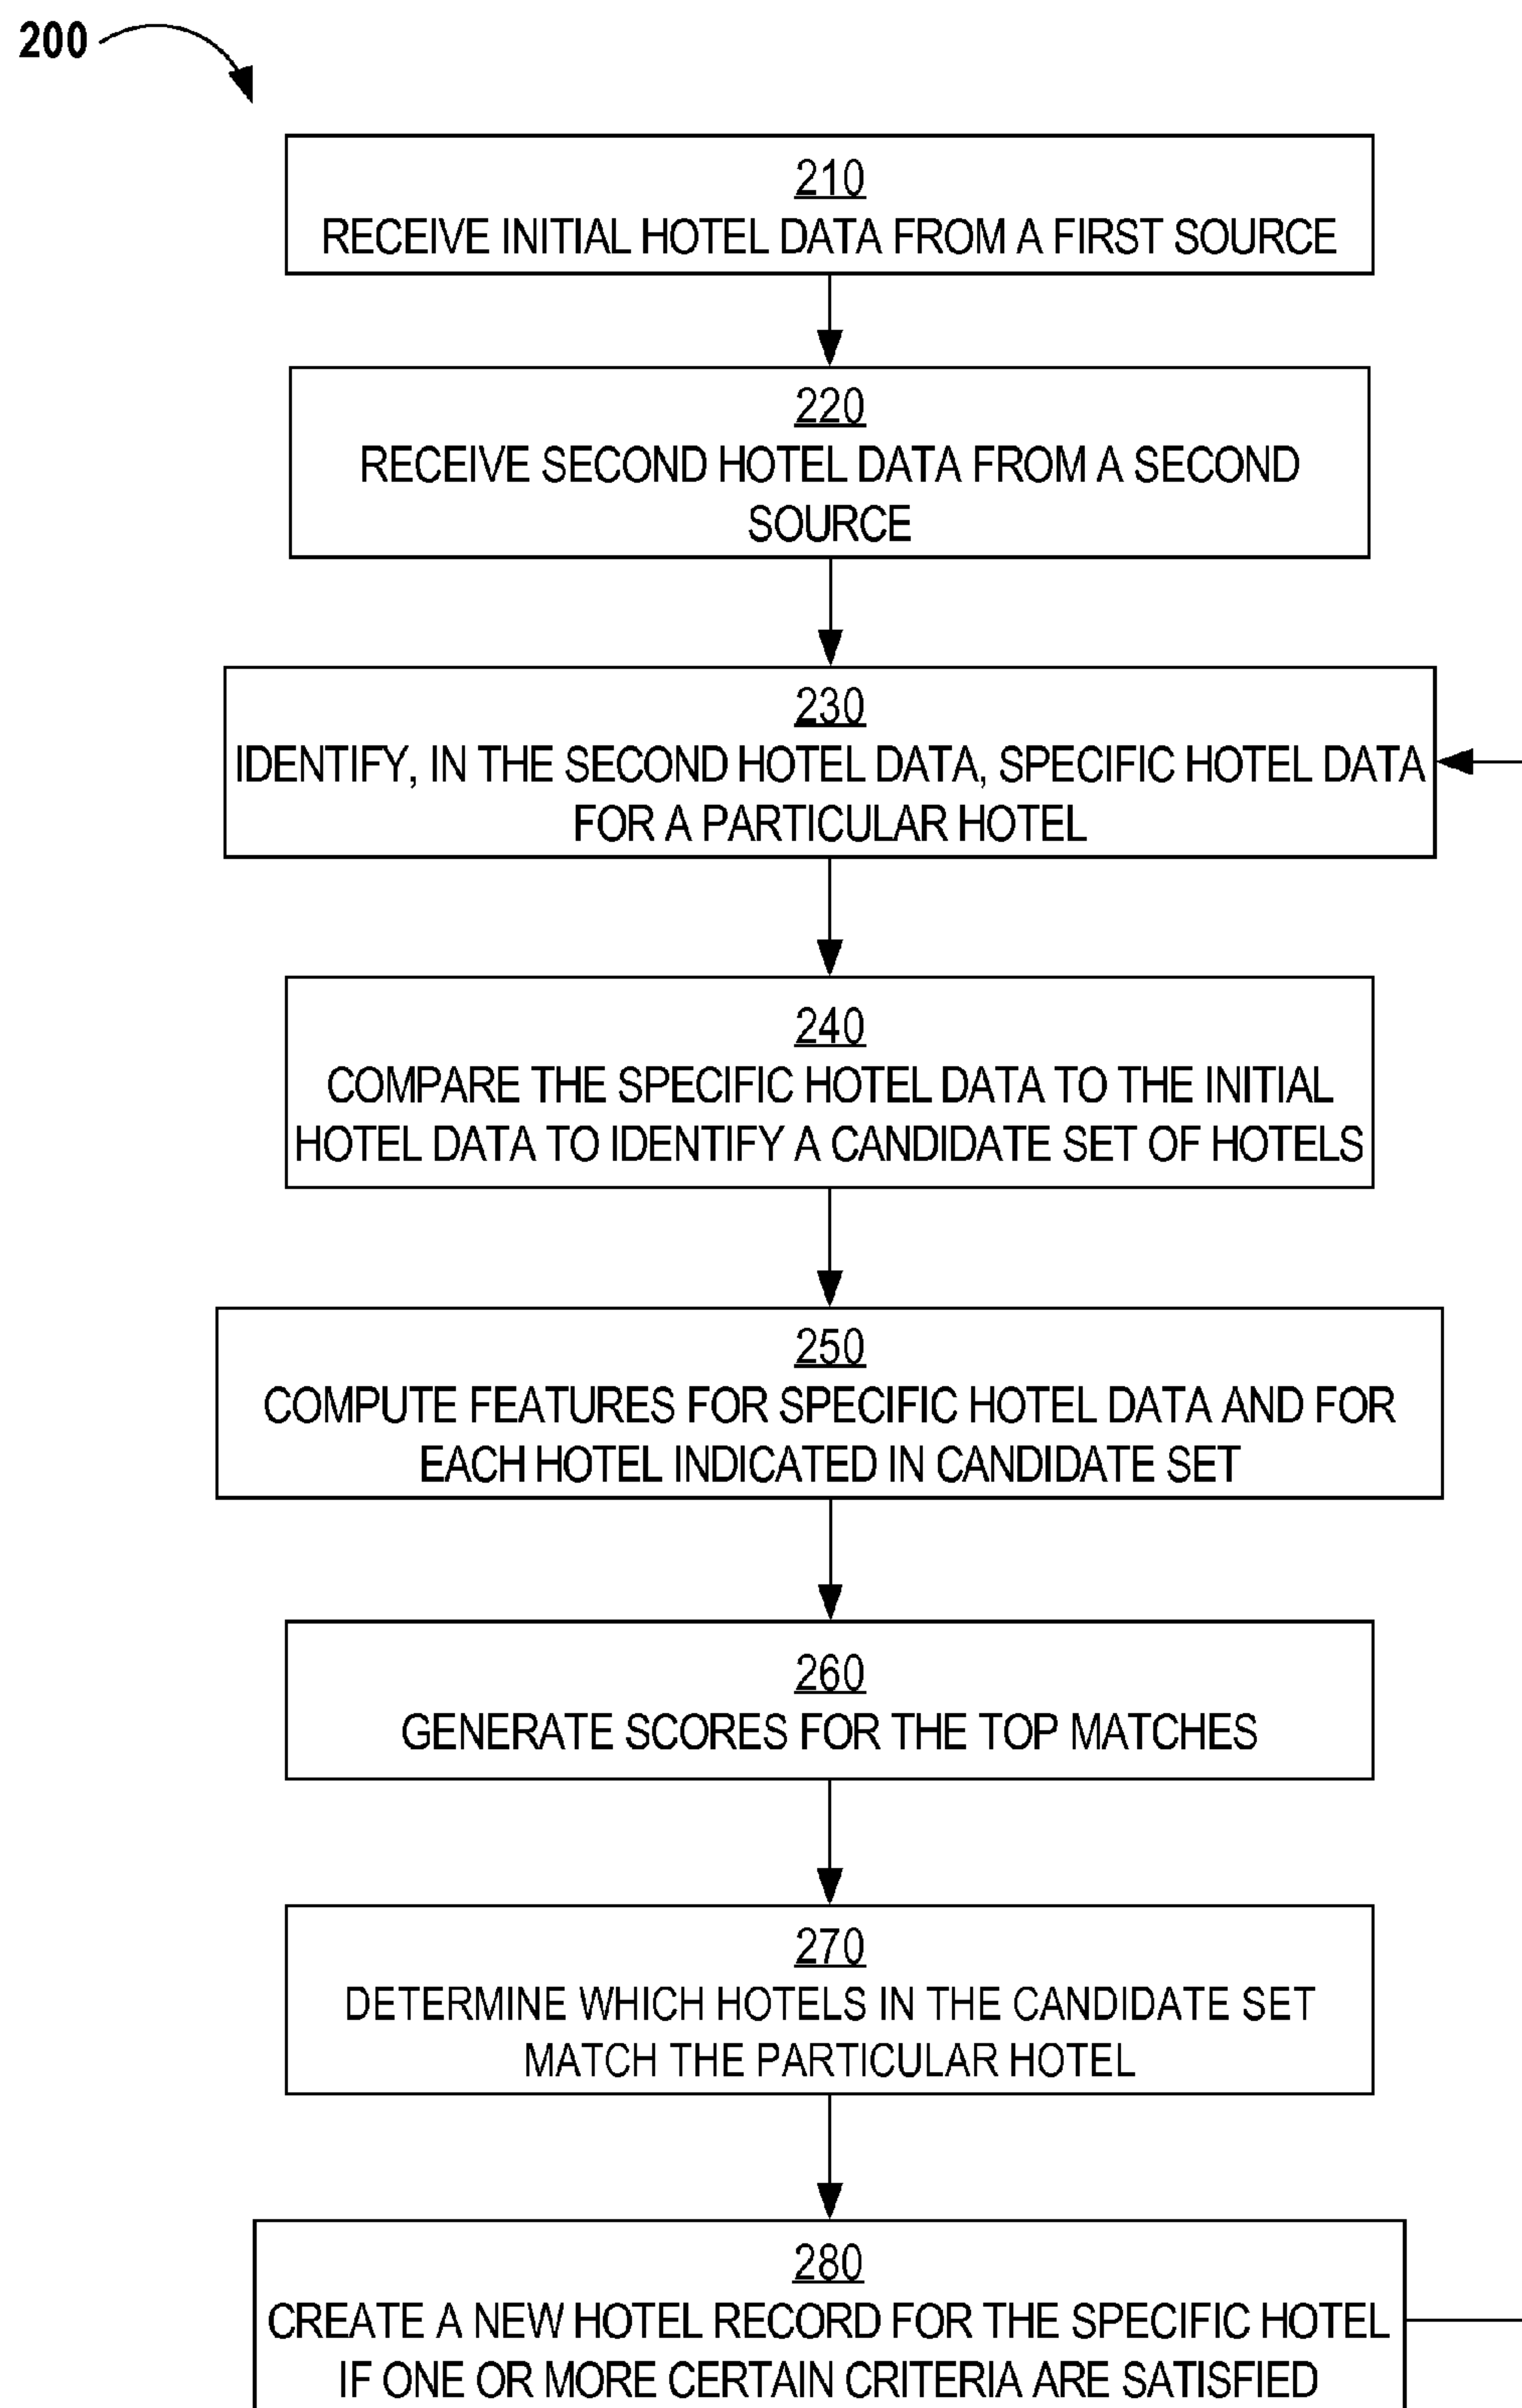 200
210
RECEIVE INITIAL HOTEL DATA FROM A FIRST SOURCE
220
RECEIVE SECOND HOTEL DATA FROM A SECOND
SOURCE
230
IDENTIFY, IN THE SECOND HOTEL DATA, SPECIFIC HOTEL DATA
FOR A PARTICULAR HOTEL
240
COMPARE THE SPECIFIC HOTEL DATA TO THE INITIAL
HOTEL DATA TO IDENTIFY A CANDIDATE SET OF HOTELS
250
COMPUTE FEATURES FOR SPECIFIC HOTEL DATA AND FOR
EACH HOTEL INDICATED IN CANDIDATE SET
260
GENERATE SCORES FOR THE TOP MATCHES
270
DETERMINE WHICH HOTELS IN THE CANDIDATE SET
MATCH THE PARTICULAR HOTEL
280
CREATE A NEW HOTEL RECORD FOR THE SPECIFIC HOTEL
IF ONE OR MORE CERTAIN CRITERIA ARE SATISFIED